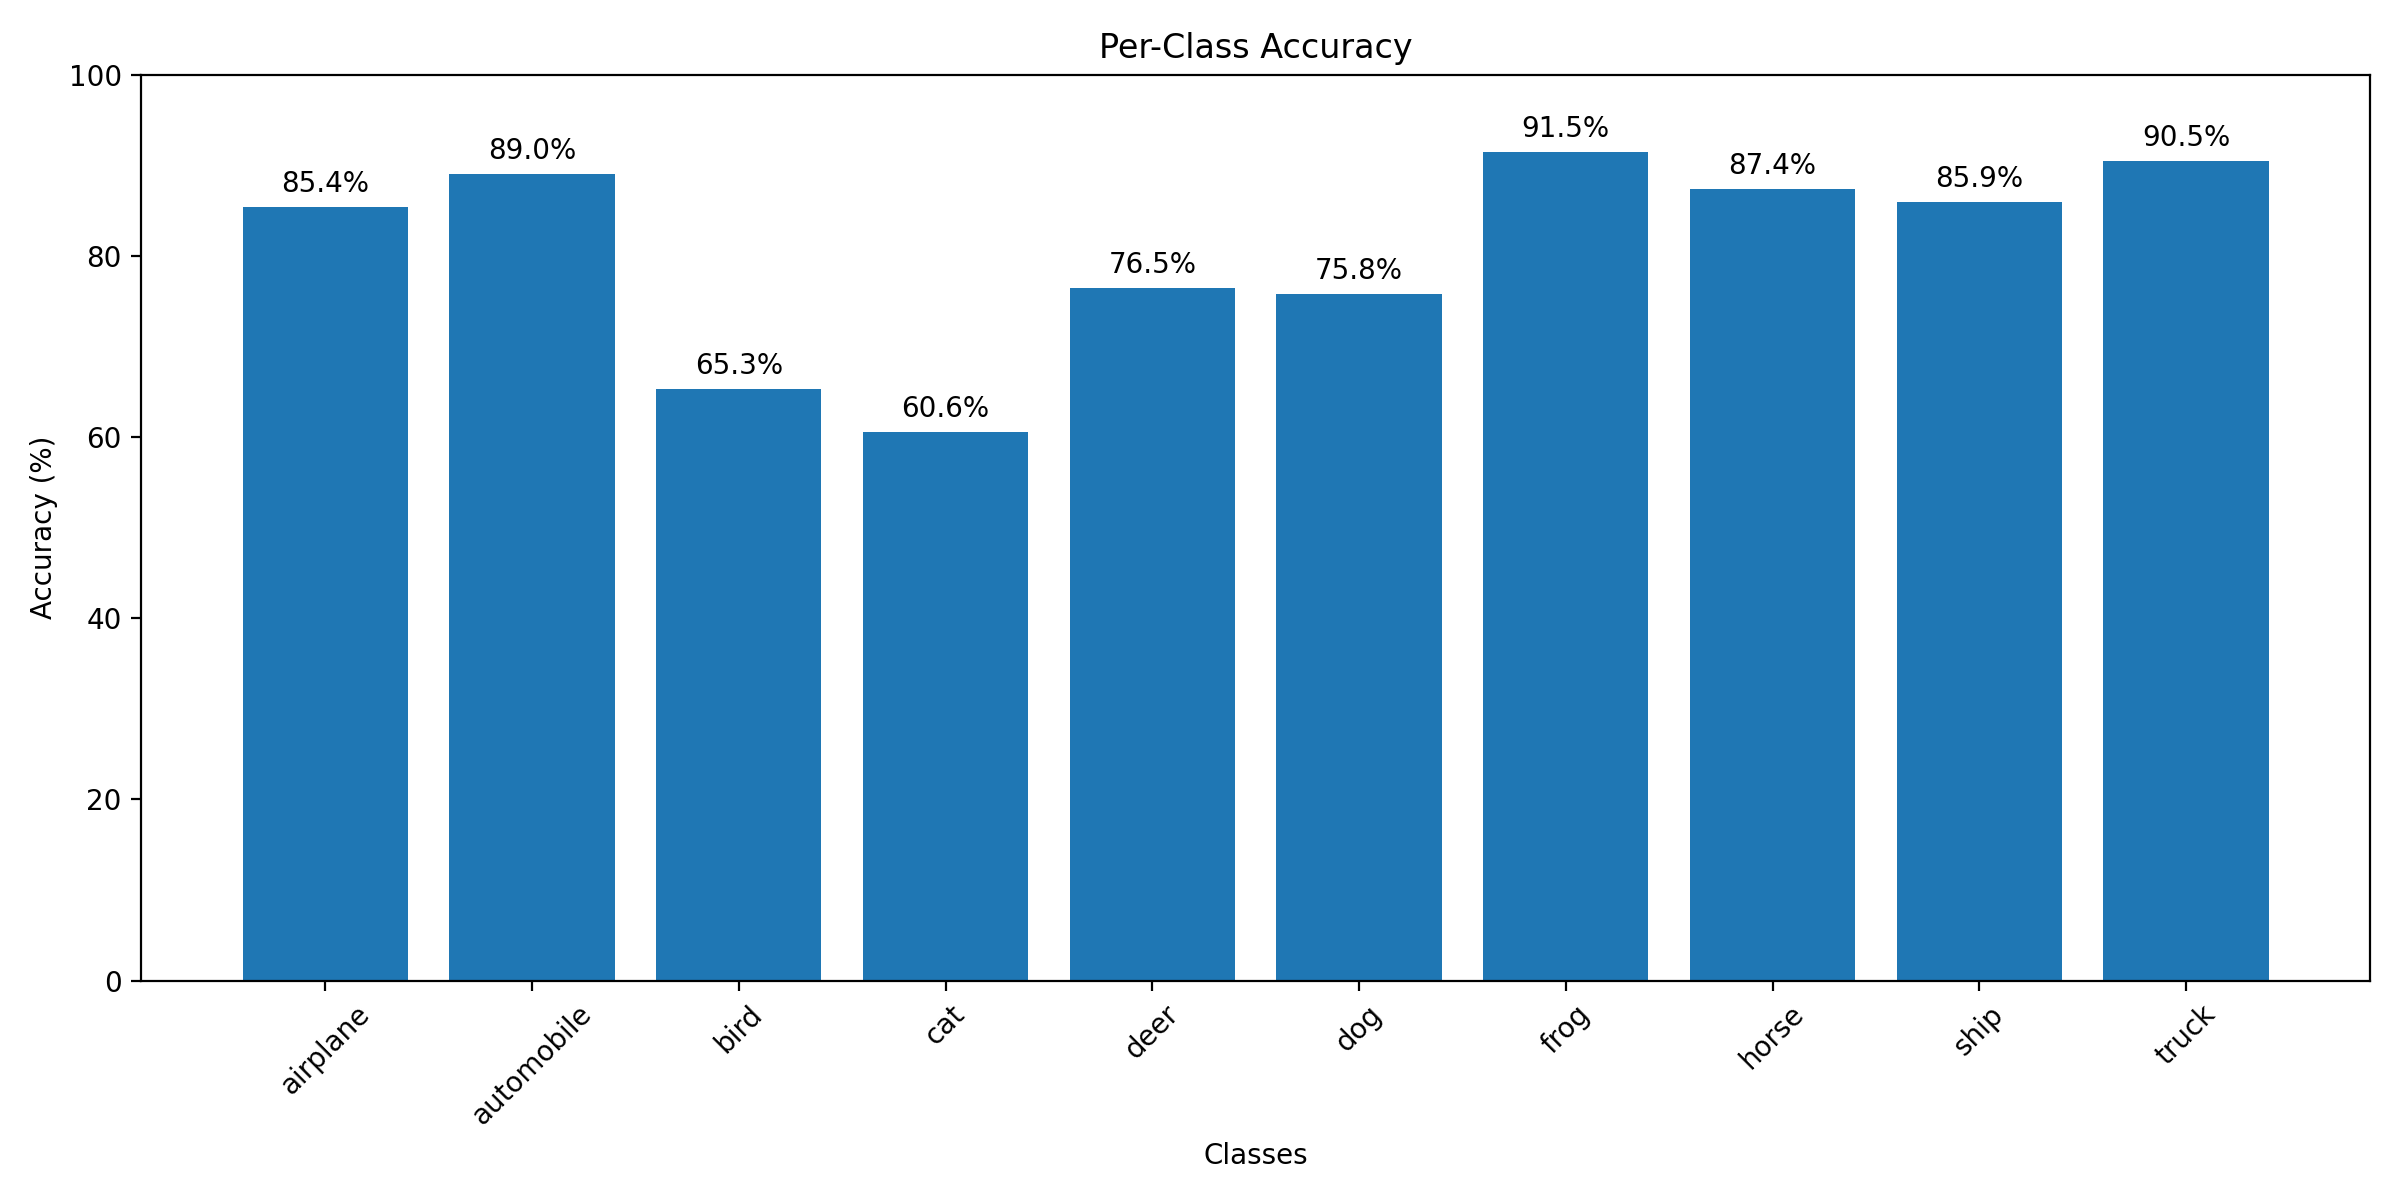 Per-Class Accuracy
100
80
60
40
20
0
Accuracy (%)
85.4%
89.0%
65.3%
60.6%
76.5%
75.8%
91.5%
87.4%
85.9%
90.5%
airplane
automobile
bird
cat
deer
dog
frog
horse
ship
truck
Classes